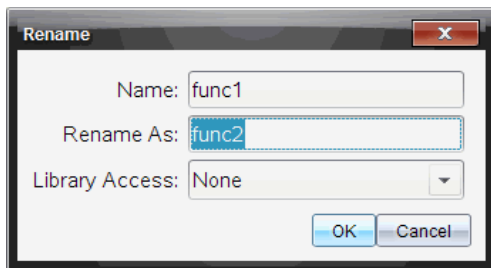 Rename
Name: func1
Rename As: func2
Library Access: None
OK Cancel